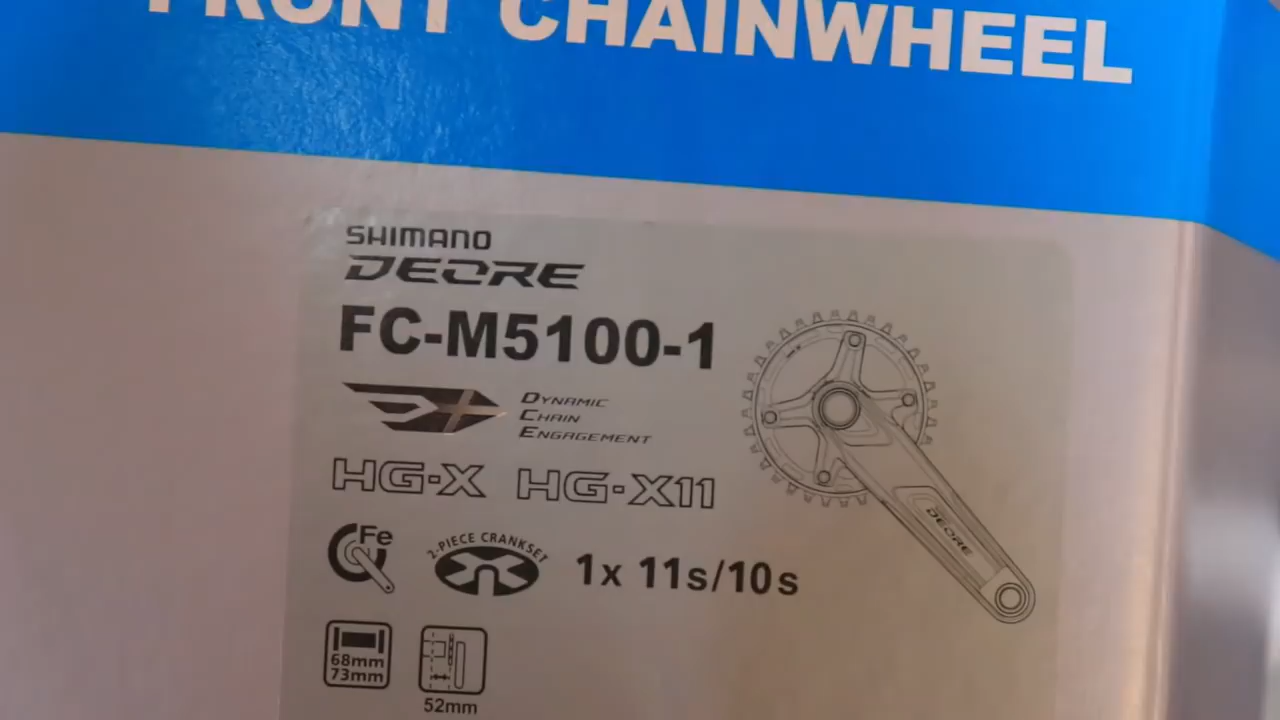 FRONT CHAINWHEEL
SHIMANO
DEORE
FC-M5100-1
DYNAMIC
CHAIN
ENGAGEMENT
HG-X HG-X11
Fe
2-PIECE CRANKSET
1x 11s/10s
DEORE
68mm
73mm
52mm